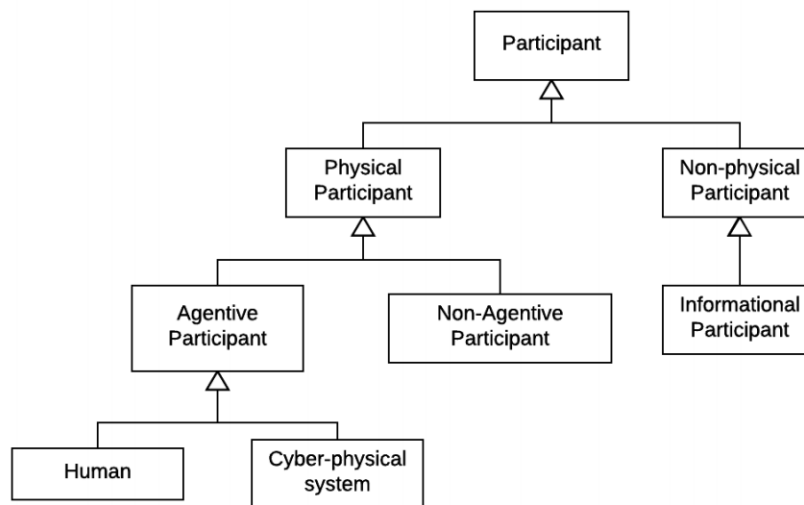 Participant
Physical
Participant
Non-physical
Participant
Agentive
Participant
Non-Agentive
Participant
Informational
Participant
Human
Cyber-physical
system